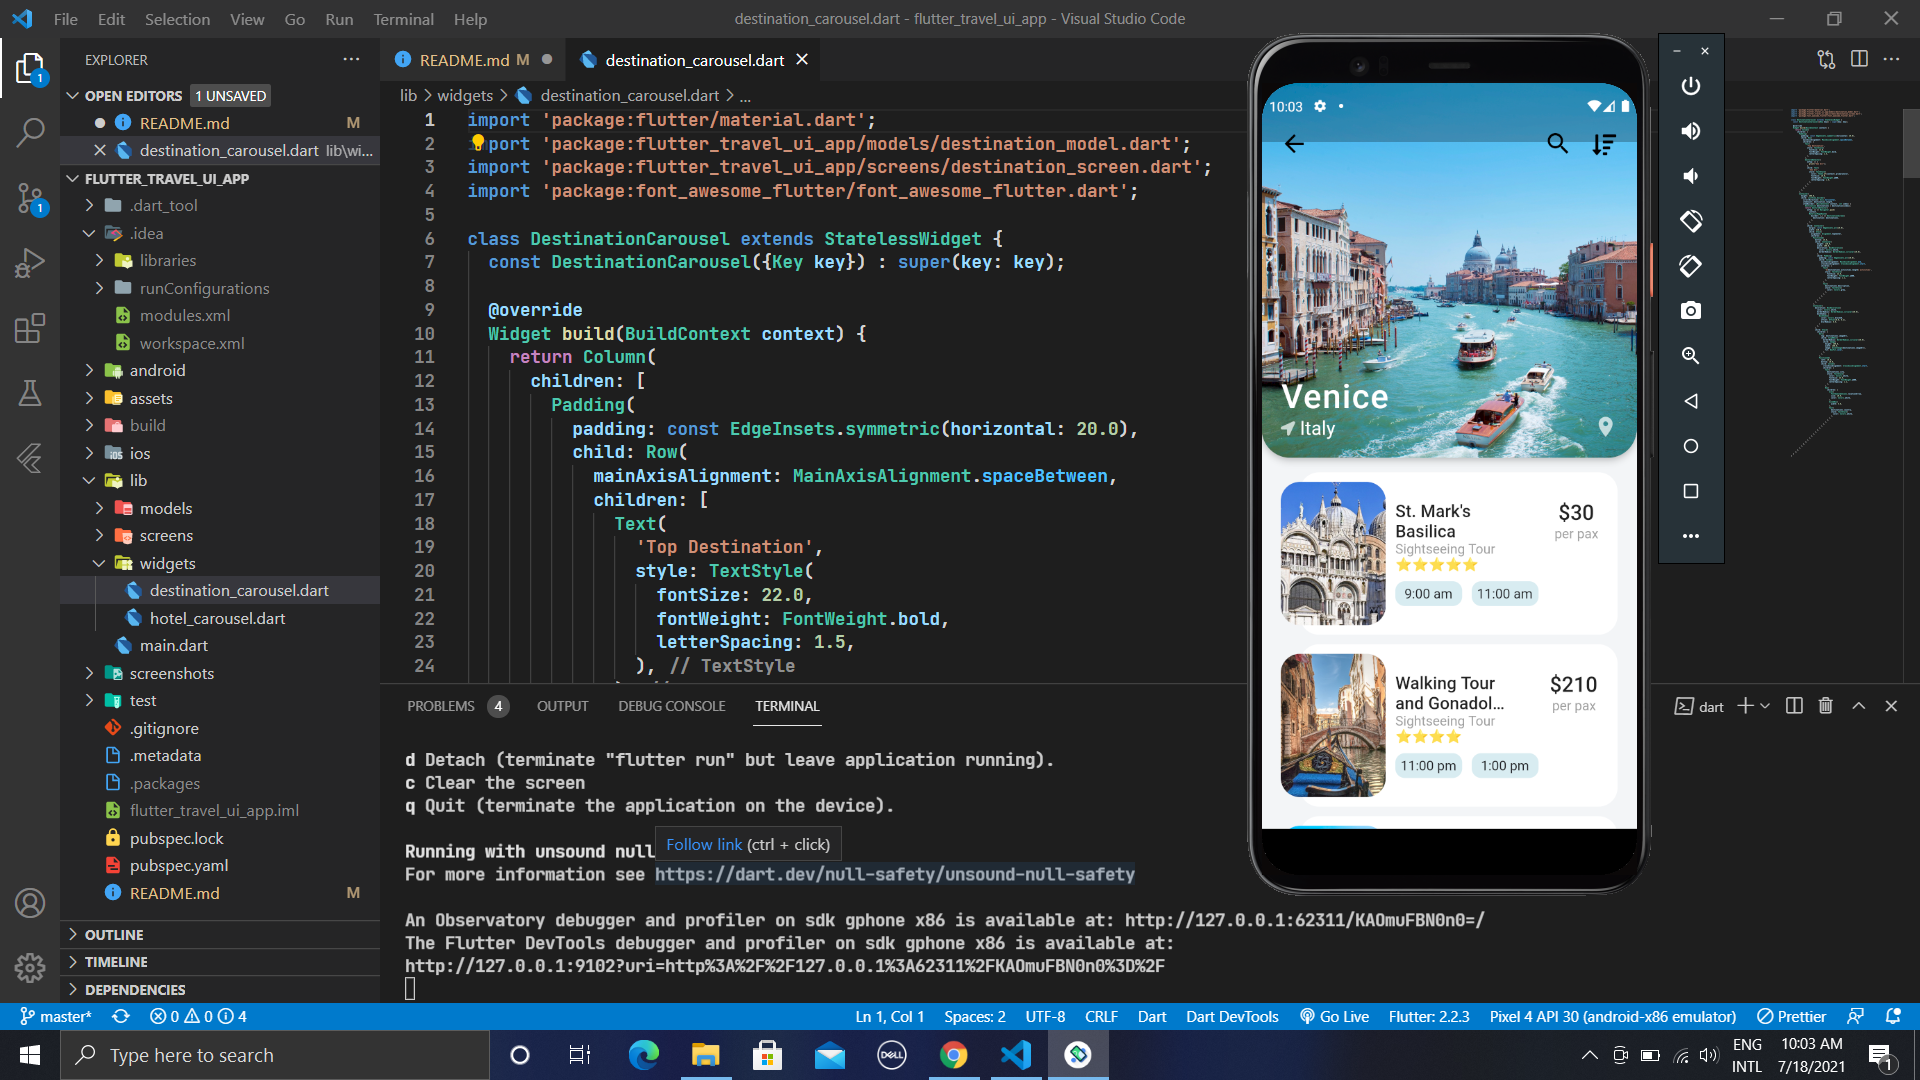 File Edit Selection View Go Run Terminal Help
destination_carousel.dart - flutter_travel_ui_app - Visual Studio Code
EXPLORER
OPEN EDITORS 1 UNSAVED
README.md M
destination_carousel.dart lib\wi...
FLUTTER_TRAVEL_UI_APP
.dart_tool
.idea
libraries
runConfigurations
modules.xml
workspace.xml
android
assets
build
ios
lib
models
screens
widgets
destination_carousel.dart
hotel_carousel.dart
main.dart
screenshots
test
.gitignore
.metadata
.packages
flutter_travel_ui_app.iml
pubspec.lock
pubspec.yaml
README.md M
OUTLINE
TIMELINE
DEPENDENCIES
1
1
README.md M
destination_carousel.dart
lib > widgets > destination_carousel.dart > ...
1 import 'package:flutter/material.dart';
2 import 'package:flutter_travel_ui_app/models/destination_model.dart';
3 import 'package:flutter_travel_ui_app/screens/destination_screen.dart';
4 import 'package:font_awesome_flutter/font_awesome_flutter.dart';
5
6 class DestinationCarousel extends StatelessWidget {
7 const DestinationCarousel({Key key}) : super(key: key);
8
9 @override
10 Widget build(BuildContext context) {
11 return Column(
12 children: [
13 Padding(
14 padding: const EdgeInsets.symmetric(horizontal: 20.0),
15 child: Row(
16 mainAxisAlignment: MainAxisAlignment.spaceBetween,
17 children: [
18 Text(
19 'Top Destination',
20 style: TextStyle(
21 fontSize: 22.0,
22 fontWeight: FontWeight.bold,
23 letterSpacing: 1.5,
24 ), // TextStyle
PROBLEMS 4 OUTPUT DEBUG CONSOLE TERMINAL
dart
d Detach (terminate "flutter run" but leave application running).
c Clear the screen
q Quit (terminate the application on the device).
Follow link (ctrl + click)
Running with unsound null
For more information see https://dart.dev/null-safety/unsound-null-safety
An Observatory debugger and profiler on sdk gphone x86 is available at: http://127.0.0.1:62311/KAOmuFBN0n0=/
The Flutter DevTools debugger and profiler on sdk gphone x86 is available at:
http://127.0.0.1:9102?uri=http%3A%2F%2F127.0.0.1%3A62311%2FKAOmuFBN0n0%3D%2F
10:03
Venice
Italy
St. Mark's
Basilica
$30
per pax
Sightseeing Tour
9:00 am 11:00 am
Walking Tour
and Gonadol...
$210
per pax
Sightseeing Tour
11:00 pm 1:00 pm
master* 0 0 4
Ln 1, Col 1 Spaces: 2 UTF-8 CRLF Dart Dart DevTools Go Live Flutter: 2.2.3 Pixel 4 API 30 (android-x86 emulator) Prettier
Type here to search
DELL
ENG
INTL
10:03 AM
7/18/2021
1